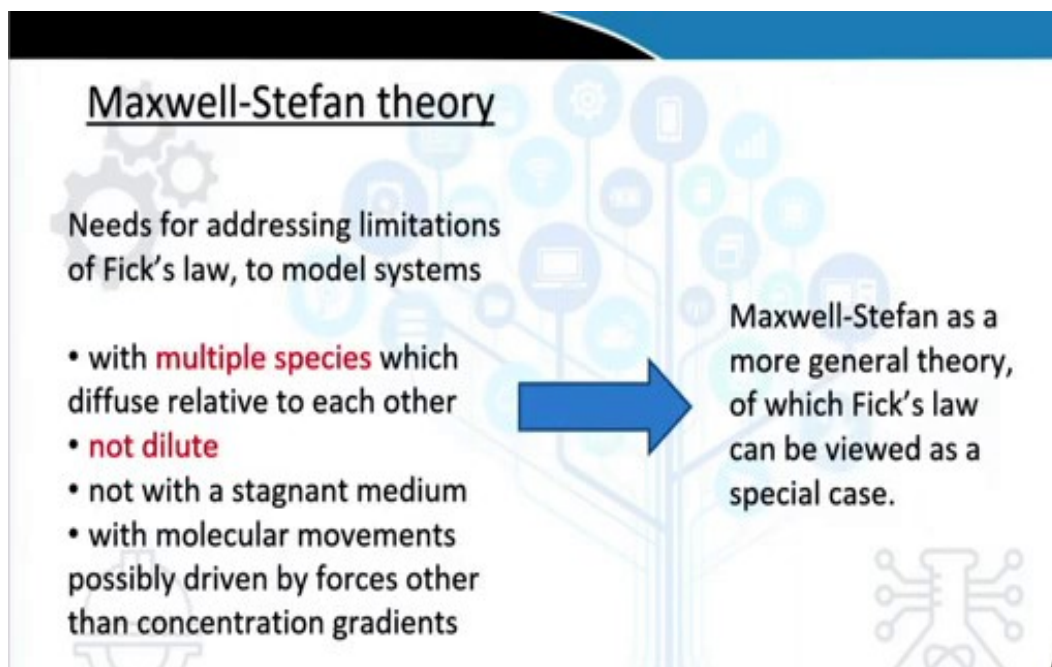 Maxwell-Stefan theory
Needs for addressing limitations
of Fick's law, to model systems
• with multiple species which
diffuse relative to each other
• not dilute
• not with a stagnant medium
• with molecular movements
possibly driven by forces other
than concentration gradients
Maxwell-Stefan as a
more general theory,
of which Fick's law
can be viewed as a
special case.